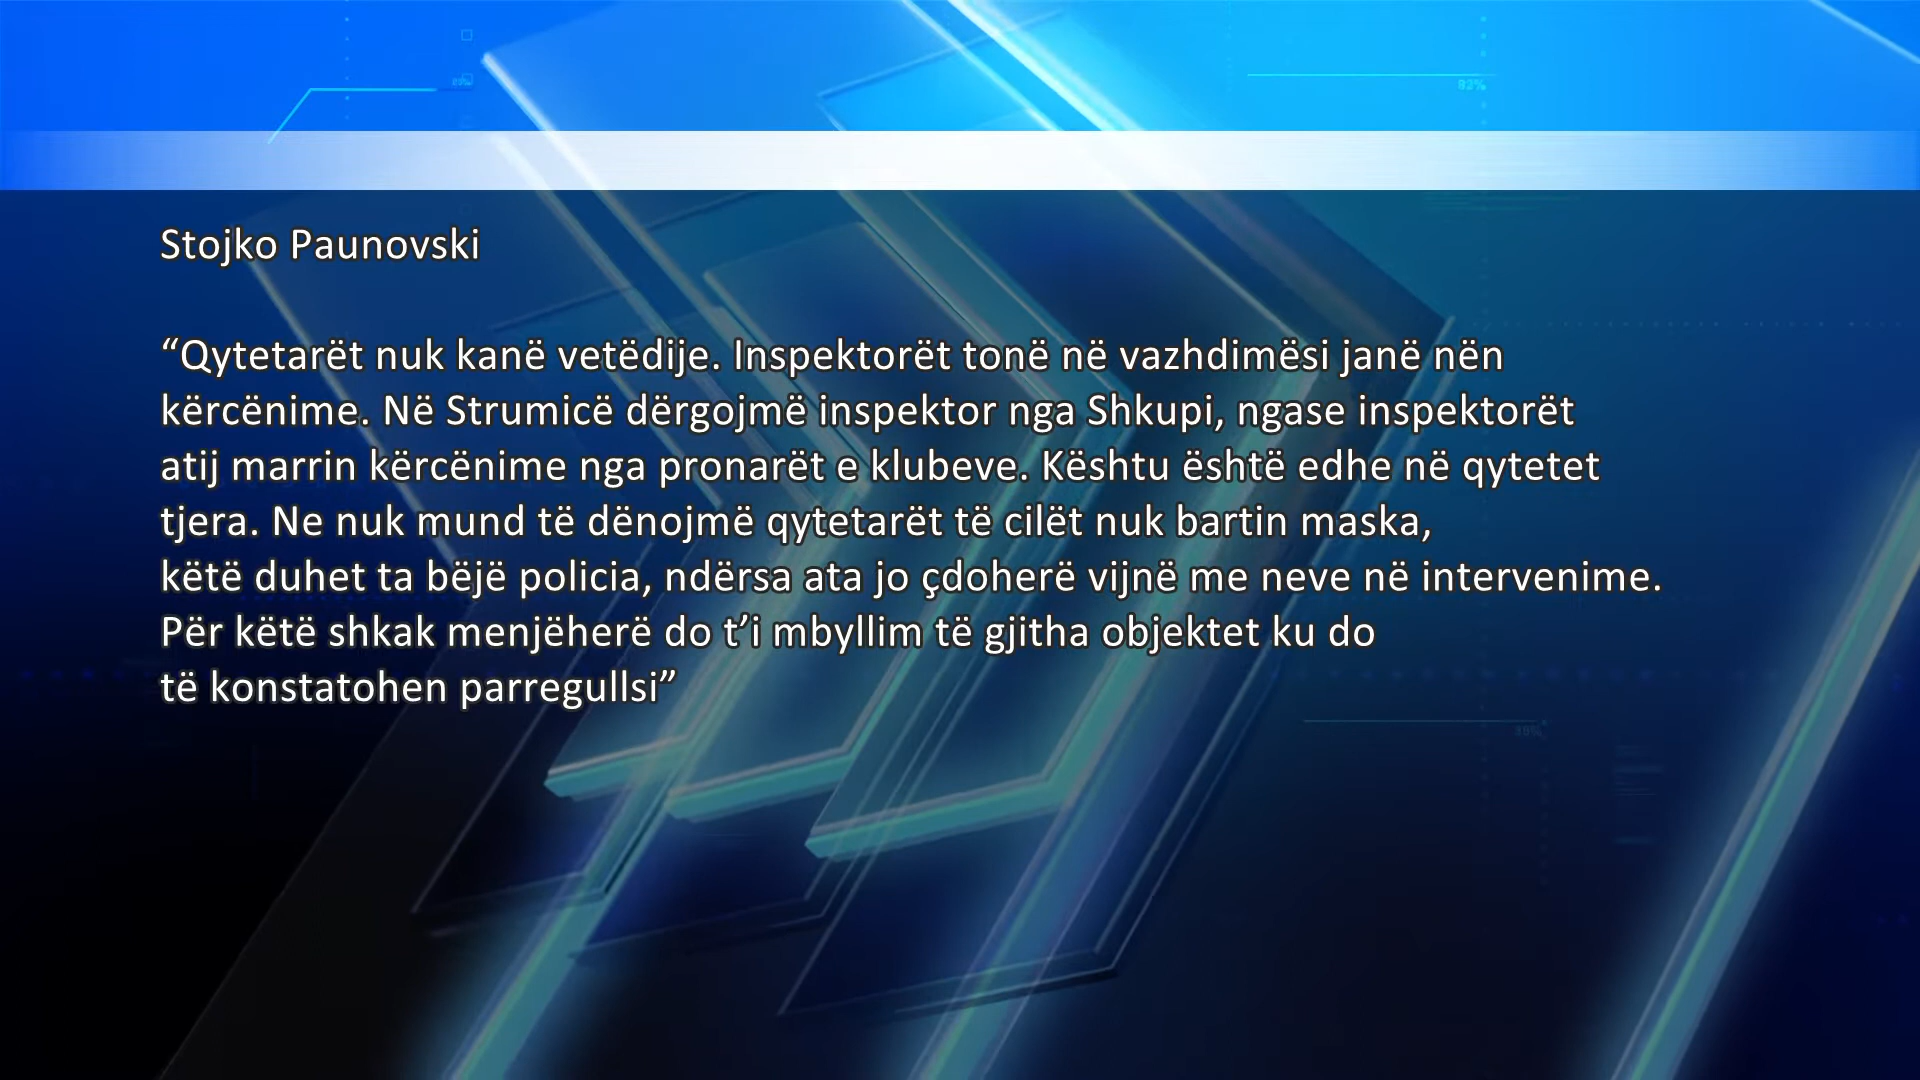 Stojko Paunovski
“Qytetarët nuk kanë vetëdije. Inspektorët tonë në vazhdimësi janë nën
kërcënime. Në Strumicë dërgojmë inspektor nga Shkupi, ngase inspektorët
atij marrin kërcënime nga pronarët e klubeve. Kështu është edhe në qytetet
tjera. Ne nuk mund të dënojmë qytetarët të cilët nuk bartin maska,
këtë duhet ta bëjë policia, ndërsa ata jo çdoherë vijnë me neve në intervenime.
Për këtë shkak menjëherë do t’i mbyllim të gjitha objektet ku do
të konstatohen parregullsi”